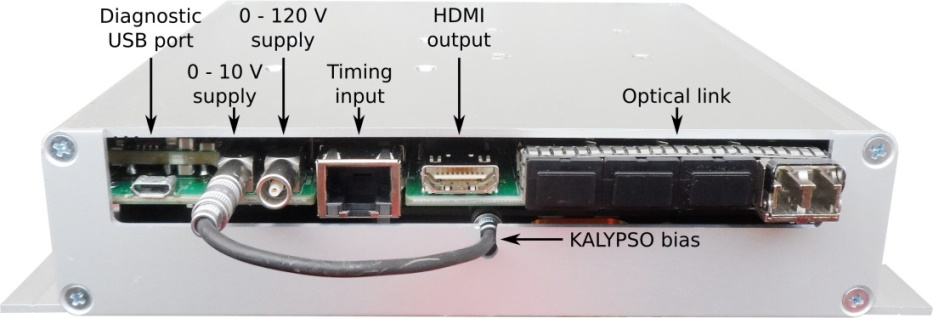 Diagnostic
USB port
0 - 120 V
supply
HDMI
output
0 - 10 V
supply
Timing
input
Optical link
KALYPSO bias